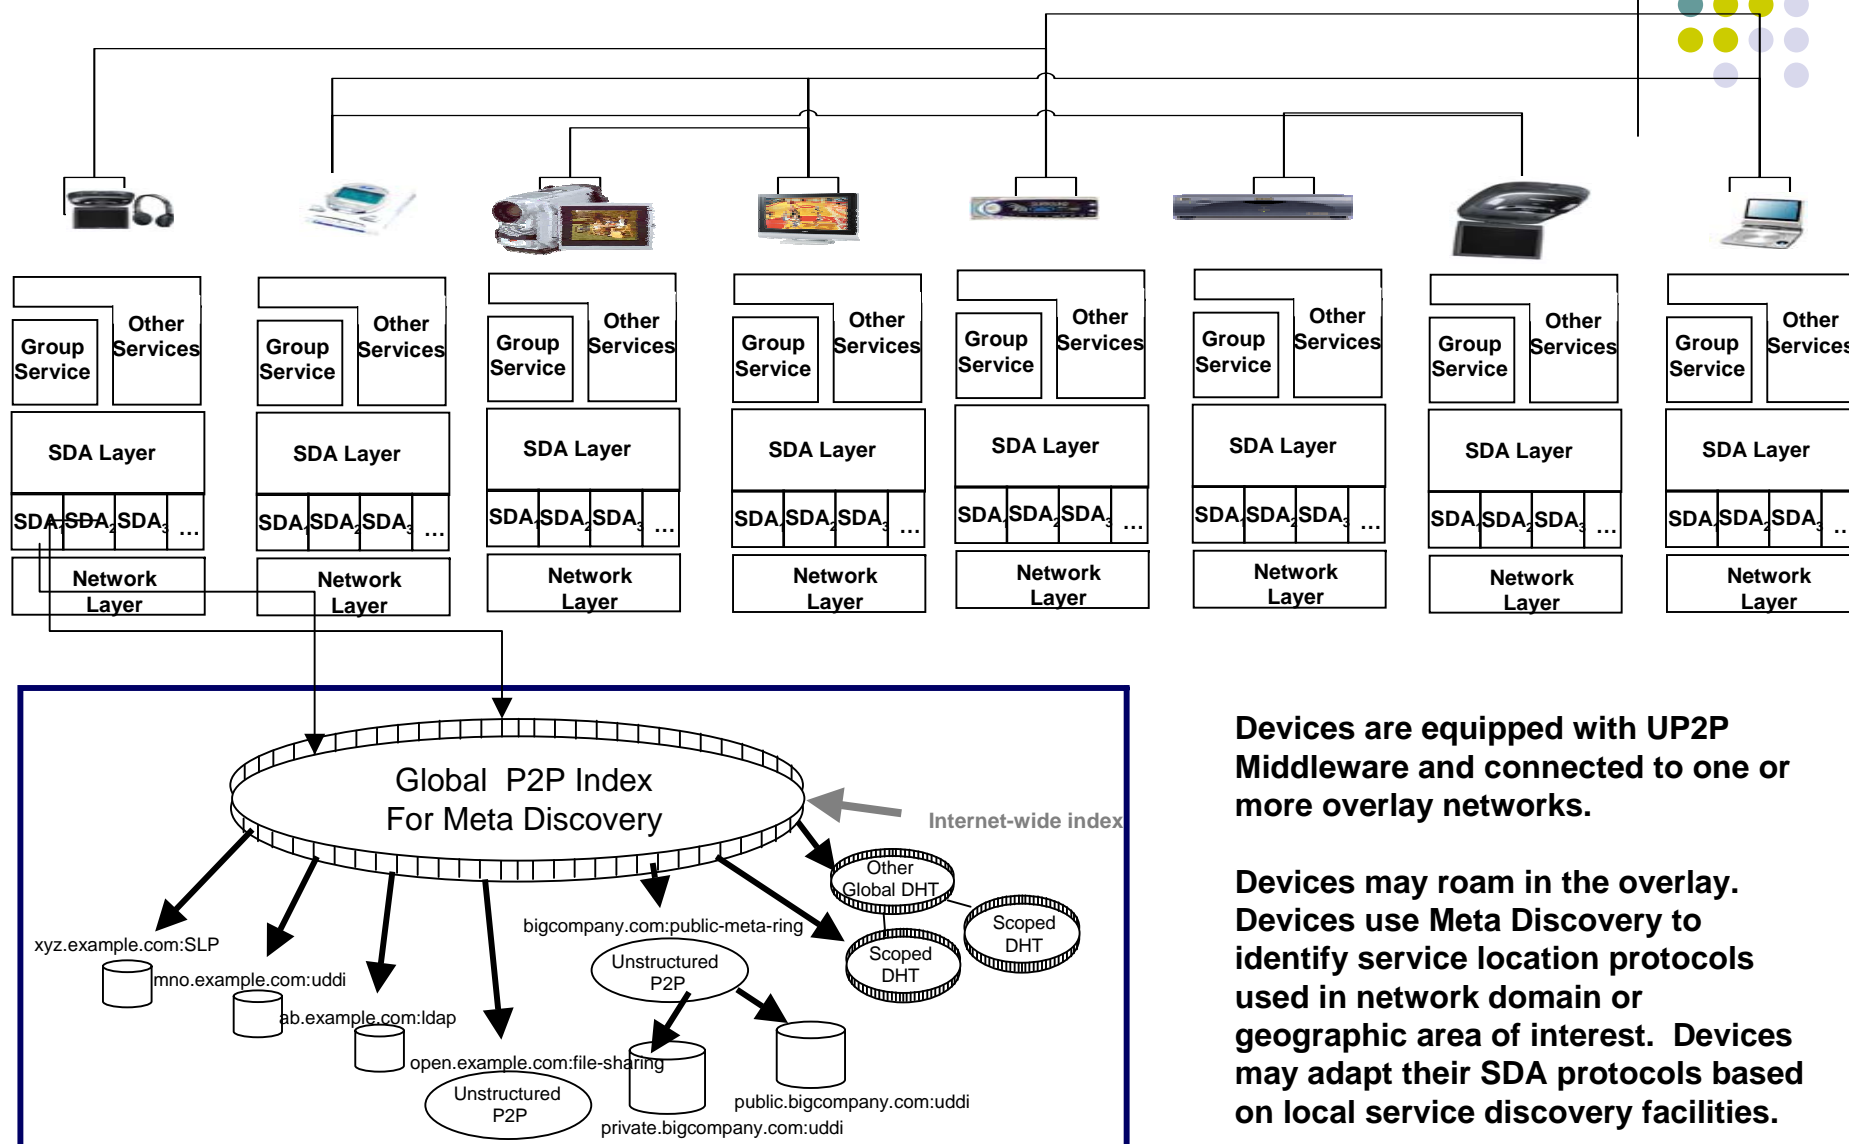 Other
Services
Group
Service
SDA Layer
SDA1 SDA2 SDA3 ...
Network
Layer
Other
Services
Group
Service
SDA Layer
SDA1 SDA2 SDA3 ...
Network
Layer
Other
Services
Group
Service
SDA Layer
SDA1 SDA2 SDA3 ...
Network
Layer
Other
Services
Group
Service
SDA Layer
SDA1 SDA2 SDA3 ...
Network
Layer
Other
Services
Group
Service
SDA Layer
SDA1 SDA2 SDA3 ...
Network
Layer
Other
Services
Group
Service
SDA Layer
SDA1 SDA2 SDA3 ...
Network
Layer
Other
Services
Group
Service
SDA Layer
SDA1 SDA2 SDA3 ...
Network
Layer
Other
Services
Group
Service
SDA Layer
SDA1 SDA2 SDA3 ...
Network
Layer
Global P2P Index
For Meta Discovery
Internet-wide index
xyz.example.com:SLP
mno.example.com:uddi
ab.example.com:ldap
open.example.com:file-sharing
Unstructured
P2P
bigcompany.com:public-meta-ring
Unstructured
P2P
private.bigcompany.com:uddi
public.bigcompany.com:uddi
Other
Global DHT
Scoped
DHT
Scoped
DHT
Devices are equipped with UP2P
Middleware and connected to one or
more overlay networks.
Devices may roam in the overlay.
Devices use Meta Discovery to
identify service location protocols
used in network domain or
geographic area of interest.  Devices
may adapt their SDA protocols based
on local service discovery facilities.